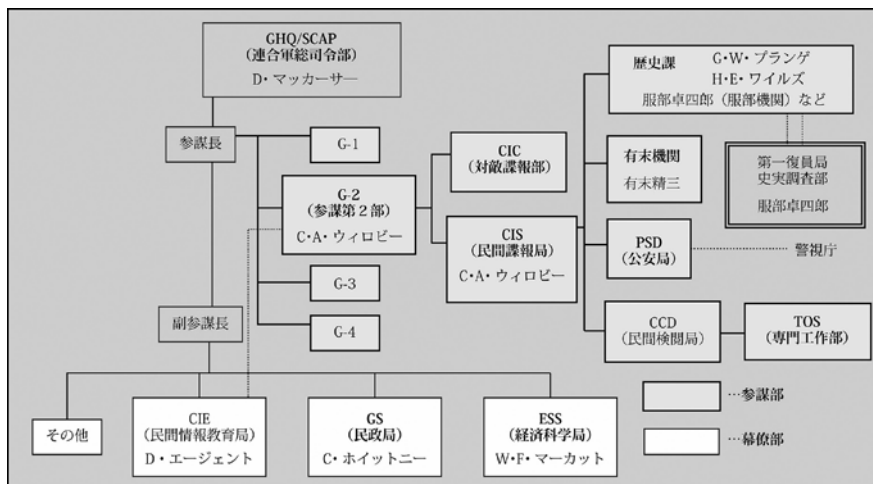 GHQ/SCAP
(連合軍総司令部)
D・マッカーサー
参謀長
G-1
G-2
(参謀第2部)
C・A・ウィロビー
G-3
G-4
副参謀長
CIC
(対敵諜報部)
CIS
(民間諜報局)
C・A・ウィロビー
歴史課
G・W・プランゲ
H・E・ワイルズ
服部卓四郎(服部機関)など
有末機関
有末精三
第一復員局
史実調査部
服部卓四郎
PSD
(公安局)
警視庁
CCD
(民間検閲局)
TOS
(専門工作部)
その他
CIE
(民間情報教育局)
D・エージェント
GS
(民政局)
C・ホイットニー
ESS
(経済科学局)
W・F・マーカット
…参謀部
…幕僚部